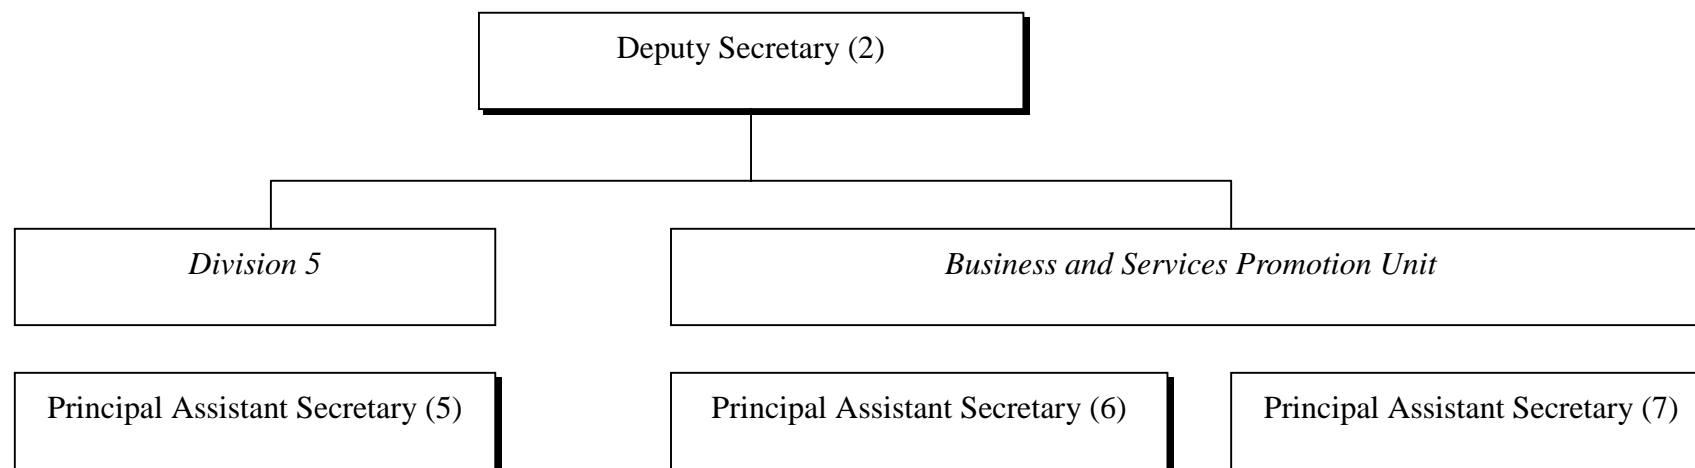 Deputy Secretary (2)
Division 5
Business and Services Promotion Unit
Principal Assistant Secretary (5)
Principal Assistant Secretary (6)
Principal Assistant Secretary (7)